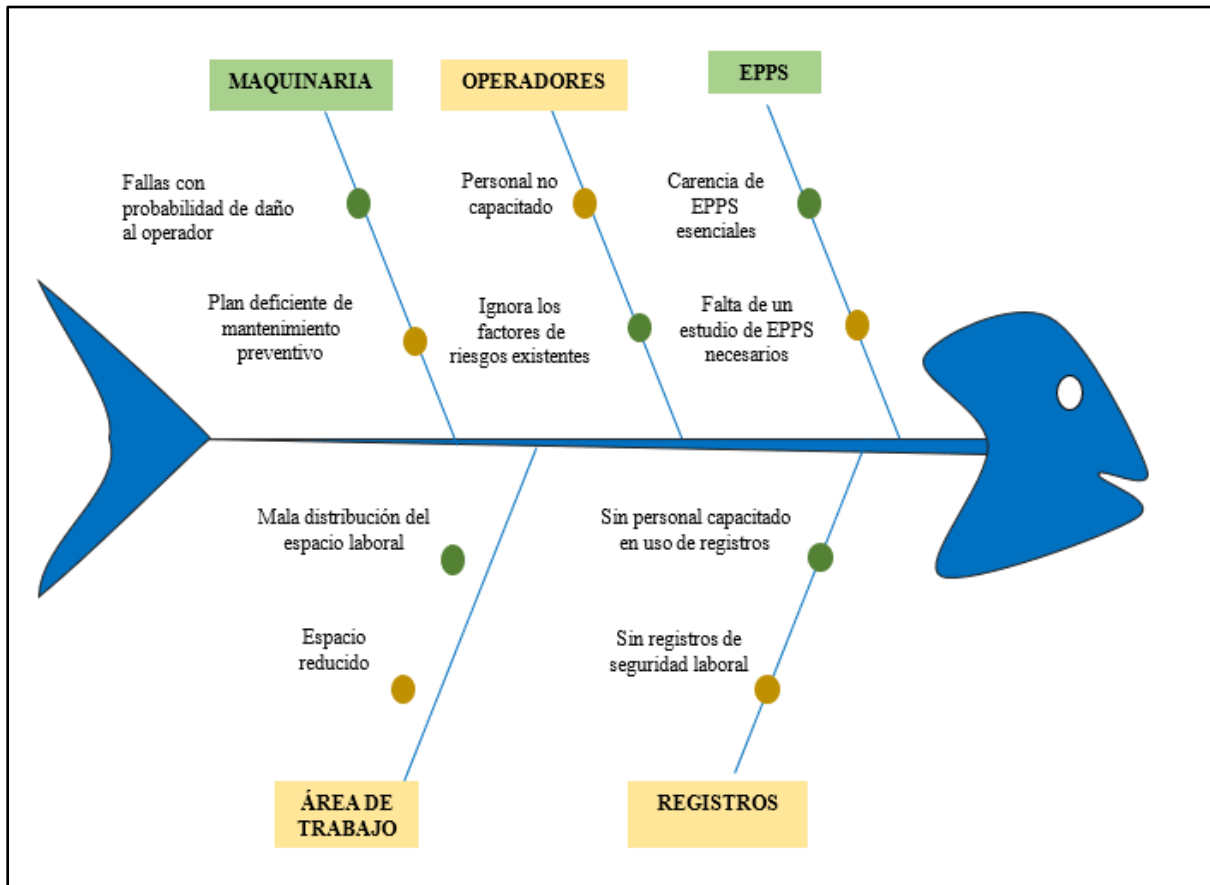 MAQUINARIA
OPERADORES
EPPS
Fallas con
probabilidad de daño
al operador
Personal no
capacitado
Carencia de
EPPS
esenciales
Plan deficiente de
mantenimiento
preventivo
Ignora los
factores de
riesgos existentes
Falta de un
estudio de EPPS
necesarios
Mala distribución del
espacio laboral
Sin personal capacitado
en uso de registros
Espacio
reducido
Sin registros de
seguridad laboral
ÁREA DE
TRABAJO
REGISTROS